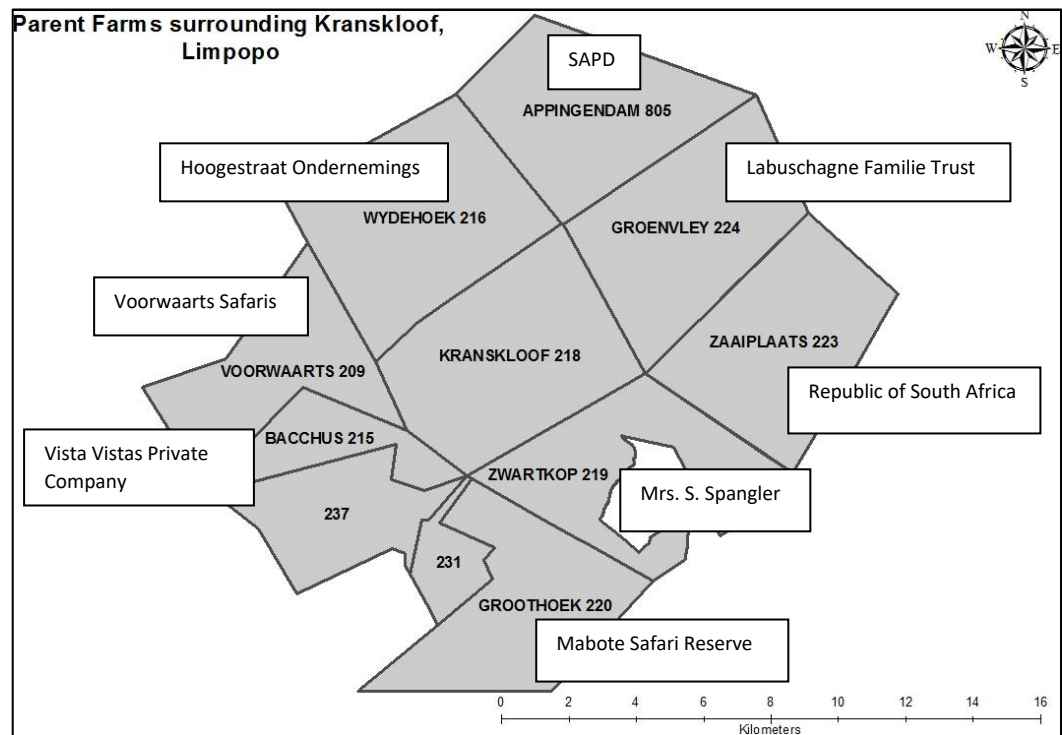 Parent Farms surrounding Kranskloof,
Limpopo
N
W
E
S
SAPD
APPINGENDAM 805
Hoogestraat Ondernemings
Labuschagne Familie Trust
WYDEHOEK 216
GROENVLEY 224
Voorwaarts Safaris
ZAAIPLAATS 223
KRANSKLOOF 218
VOORWAARTS 209
Republic of South Africa
BACCHUS 215
Vista Vistas Private
Company
ZWARTKOP 219
Mrs. S. Spangler
237
231
GROOTHOEK 220
Mabote Safari Reserve
0 2 4 6 8 10 12 14 16
Kilometers